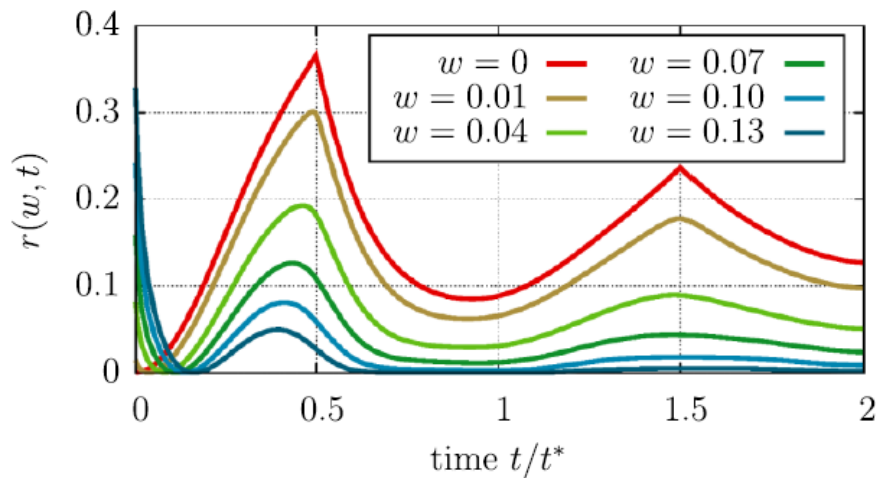 0.4
0.3
0.2
0.1
0
r(w, t)
w = 0
w = 0.01
w = 0.04
w = 0.07
w = 0.10
w = 0.13
0 0.5 1 1.5 2
time t/t*